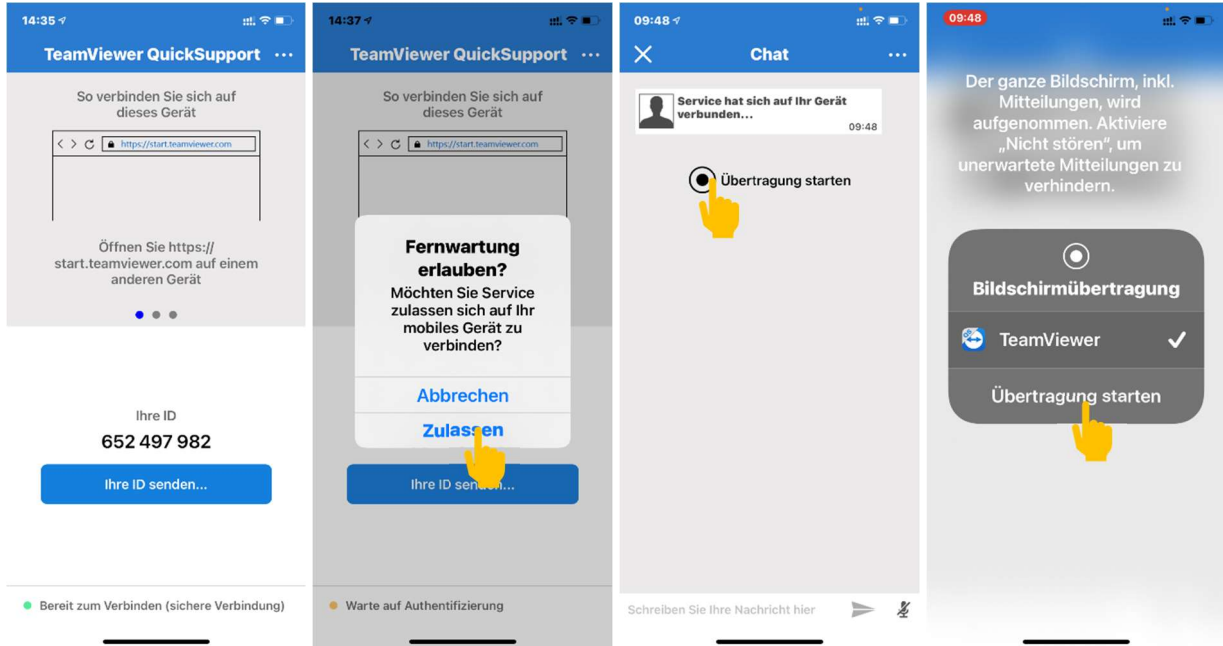 14:35
TeamViewer QuickSupport ...
So verbinden Sie sich auf
dieses Gerät
https://start.teamviewer.com
Öffnen Sie https://
start.teamviewer.com auf einem
anderen Gerät
Ihre ID
652 497 982
Ihre ID senden...
Bereit zum Verbinden (sichere Verbindung)
14:37
TeamViewer QuickSupport ...
So verbinden Sie sich auf
dieses Gerät
https://start.teamviewer.com
Fernwartung
erlauben?
Möchten Sie Service
zulassen sich auf Ihr
mobiles Gerät zu
verbinden?
Abbrechen
Zulassen
Ihre ID senden...
Warte auf Authentifizierung
09:48
Chat ...
Service hat sich auf Ihr Gerät
verbunden...
09:48
Übertragung starten
Schreiben Sie Ihre Nachricht hier
09:48
Der ganze Bildschirm, inkl.
Mitteilungen, wird
aufgenommen. Aktiviere
„Nicht stören", um
unerwartete Mitteilungen zu
verhindern.
Bildschirmübertragung
TeamViewer
Übertragung starten